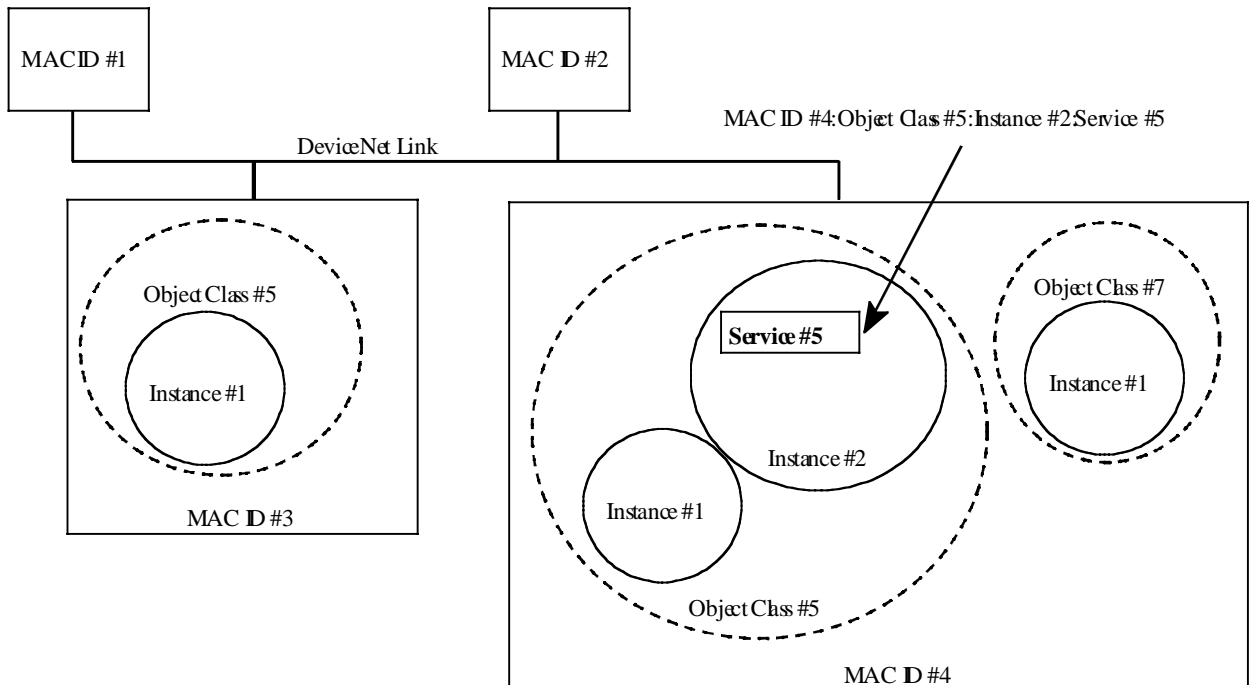 MAC ID #1
MAC ID #2
MAC ID #4:Object Class #5:Instance #2:Service #5
DeviceNet Link
Object Class #5
Instance #1
MAC ID #3
Service #5
Instance #2
Instance #1
Object Class #5
Object Class #7
Instance #1
MAC ID #4